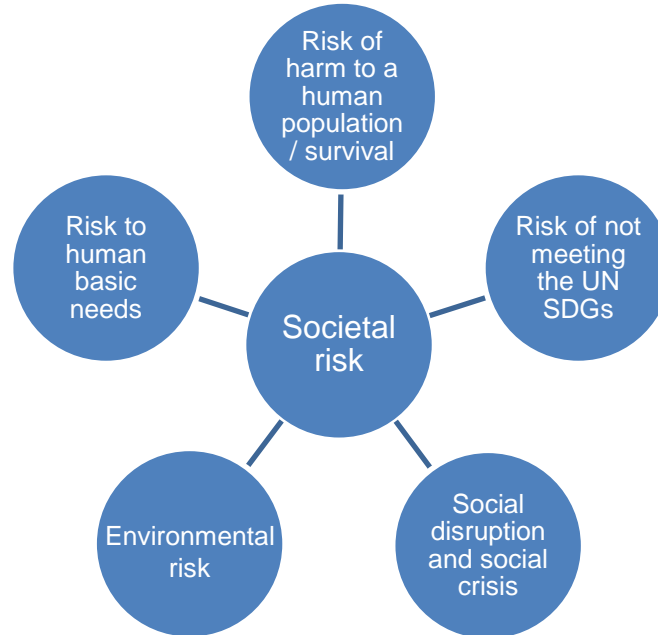 Risk of
harm to a
human
population
/ survival
Risk to
human
basic
needs
Risk of not
meeting
the UN
SDGs
Societal
risk
Environmental
risk
Social
disruption
and social
crisis